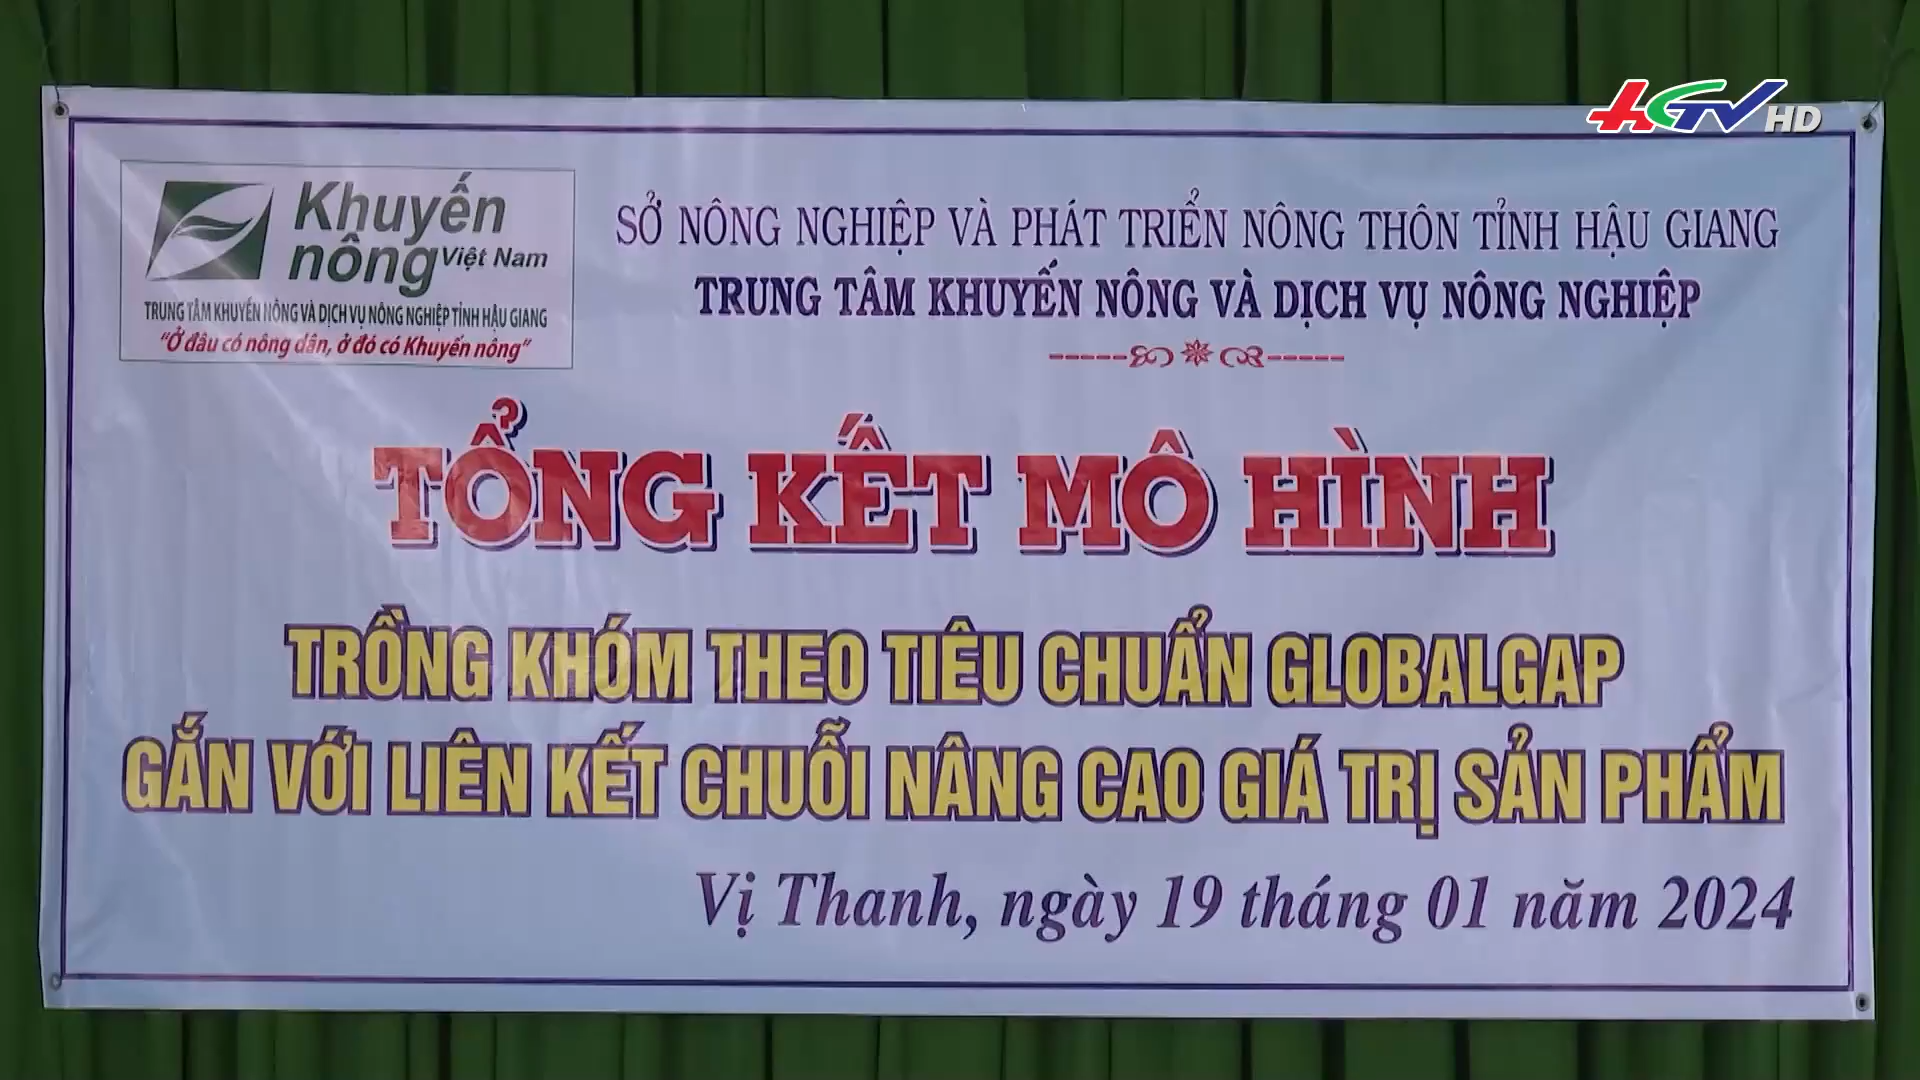 HGTV HD
Khuyến
nông Việt Nam
TRUNG TÂM KHUYẾN NÔNG VÀ DỊCH VỤ NÔNG NGHIỆP TỈNH HẬU GIANG
"Ở đâu có nông dân, ở đó có Khuyến nông"
SỞ NÔNG NGHIỆP VÀ PHÁT TRIỂN NÔNG THÔN TỈNH HẬU GIANG
TRUNG TÂM KHUYẾN NÔNG VÀ DỊCH VỤ NÔNG NGHIỆP
TỔNG KẾT MÔ HÌNH
TRỒNG KHÓM THEO TIÊU CHUẨN GLOBALGAP
GẮN VỚI LIÊN KẾT CHUỖI NÂNG CAO GIÁ TRỊ SẢN PHẨM
Vị Thanh, ngày 19 tháng 01 năm 2024